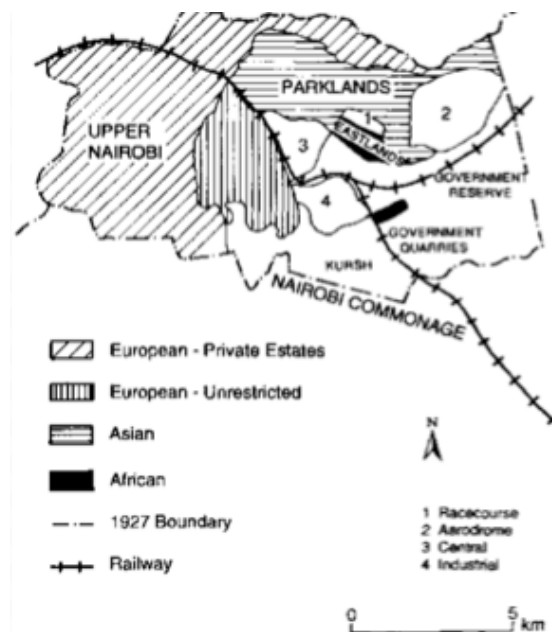 PARKLANDS
UPPER
NAIROBI
1
2
3
EASTLANDS
GOVERNMENT
RESERVE
4
GOVERNMENT
QUARRIES
KURSH
NAIROBI COMMONAGE
European - Private Estates
European - Unrestricted
Asian
African
1927 Boundary
Railway
N
1 Racecourse
2 Aerodrome
3 Central
4 Industrial
0 5
km